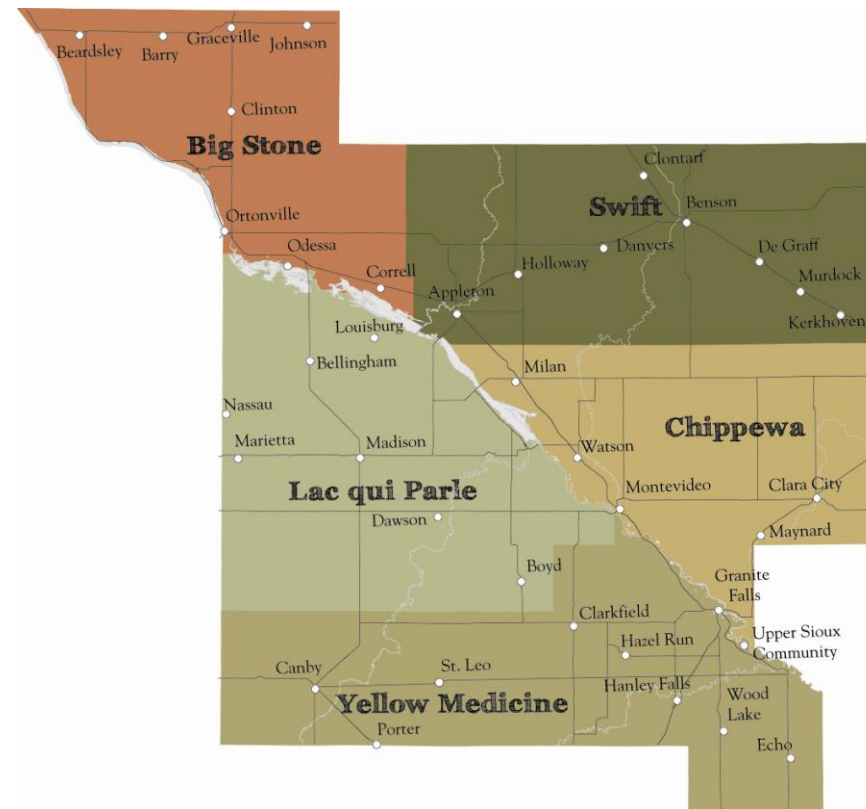 Graceville
Johnson
Beardsley
Barry
Clinton
Big Stone
Clontarf
Swift
Benson
Ortonville
Odessa
Danvers
De Graff
Holloway
Correll
Murdock
Appleton
Kerkhoven
Louisburg
Bellingham
Milan
Nassau
Chippewa
Marietta
Madison
Watson
Lac qui Parle
Montevideo
Clara City
Dawson
Maynard
Boyd
Granite
Falls
Clarkfield
Hazel Run
Upper Sioux
Community
Canby
St. Leo
Hanley Falls
Wood
Lake
Yellow Medicine
Porter
Echo